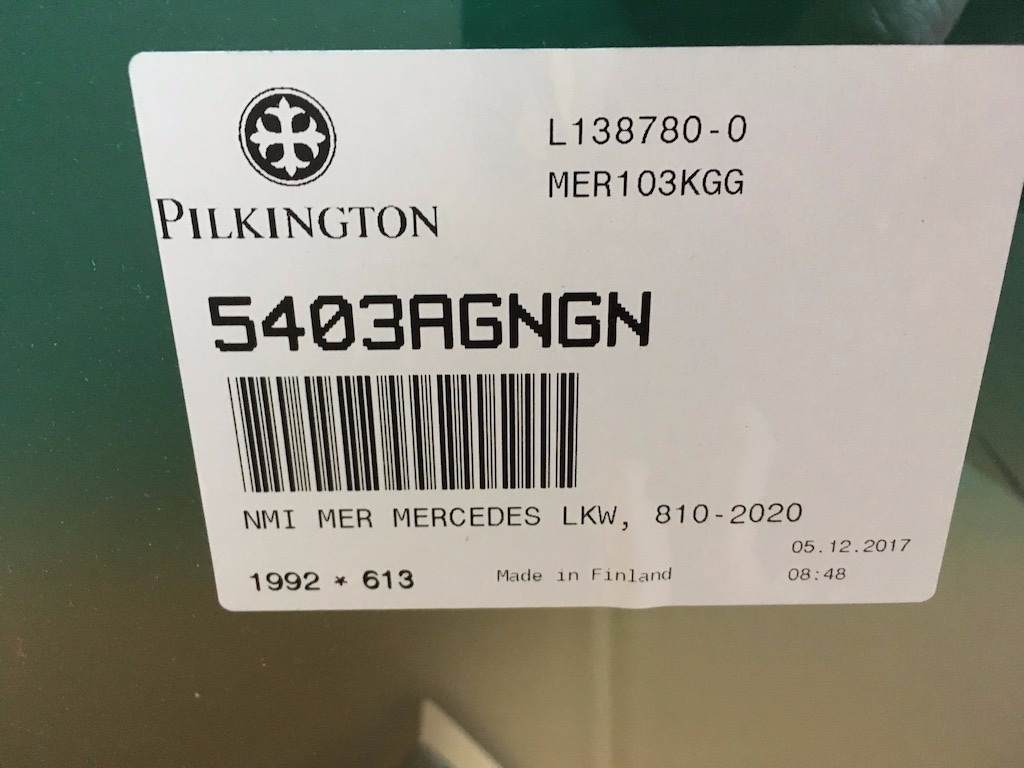 L138780-0
MER103KGG
PILKINGTON
5403AGNGN
NMI MER MERCEDES LKW, 810-2020
05.12.2017
1992 * 613
Made in Finland
08:48